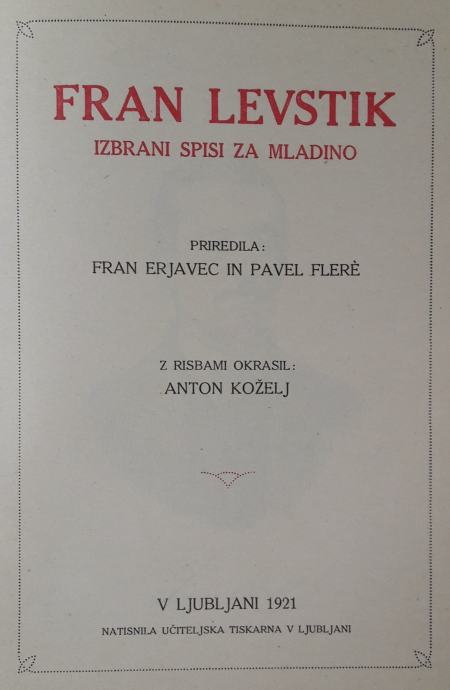 FRAN LEVSTIK
IZBRANI SPISI ZA MLADINO
PRIREDILA:
FRAN ERJAVEC IN PAVEL FLERÈ
Z RISBAMI OKRASIL:
ANTON KOŽELJ
V LJUBLJANI 1921
NATISNILA UČITELJSKA TISKARNA V LJUBLJANI